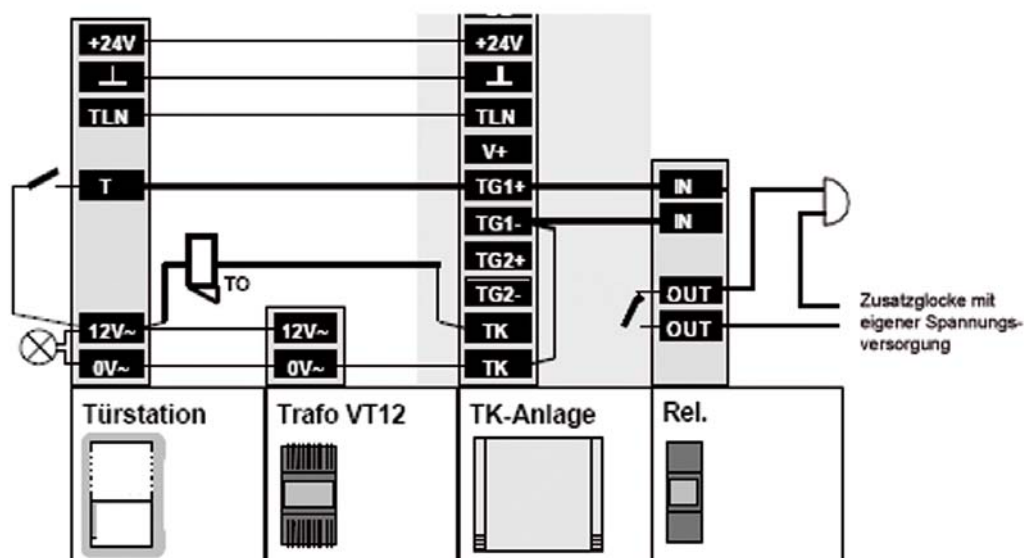 +24V
⊥
TLN
T
12V~
0V~
TO
12V~
0V~
+24V
⊥
TLN
V+
TG1+
TG1-
TG2+
TG2-
TK
TK
IN
IN
OUT
OUT
Zusatzglocke mit
eigener Spannungs-
versorgung
Türstation
Trafo VT12
TK-Anlage
Rel.